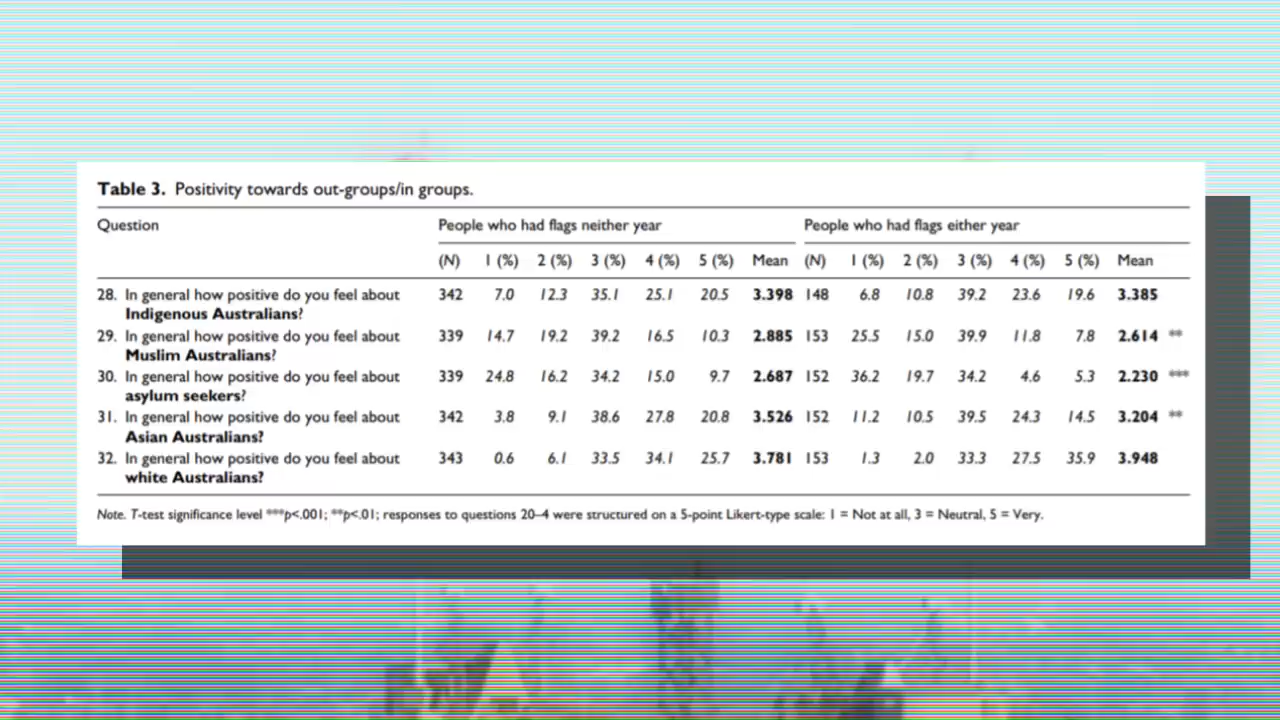 Table 3. Positivity towards out-groups/in groups.
Question People who had flags neither year People who had flags either year
(N) 1 (%) 2 (%) 3 (%) 4 (%) 5 (%) Mean (N) 1 (%) 2 (%) 3 (%) 4 (%) 5 (%) Mean
28. In general how positive do you feel about 342 7.0 12.3 35.1 25.1 20.5 3.398 148 6.8 10.8 39.2 23.6 19.6 3.385
Indigenous Australians?
29. In general how positive do you feel about 339 14.7 19.2 39.2 16.5 10.3 2.885 153 25.5 15.0 39.9 11.8 7.8 2.614 **
Muslim Australians?
30. In general how positive do you feel about 339 24.8 16.2 34.2 15.0 9.7 2.687 152 36.2 19.7 34.2 4.6 5.3 2.230 ***
asylum seekers?
31. In general how positive do you feel about 342 3.8 9.1 38.6 27.8 20.8 3.526 152 11.2 10.5 39.5 24.3 14.5 3.204 **
Asian Australians?
32. In general how positive do you feel about 343 0.6 6.1 33.5 34.1 25.7 3.781 153 1.3 2.0 33.3 27.5 35.9 3.948
white Australians?
Note. T-test significance level ***p<.001; **p<.01; responses to questions 20–4 were structured on a 5-point Likert-type scale: 1 = Not at all, 3 = Neutral, 5 = Very.